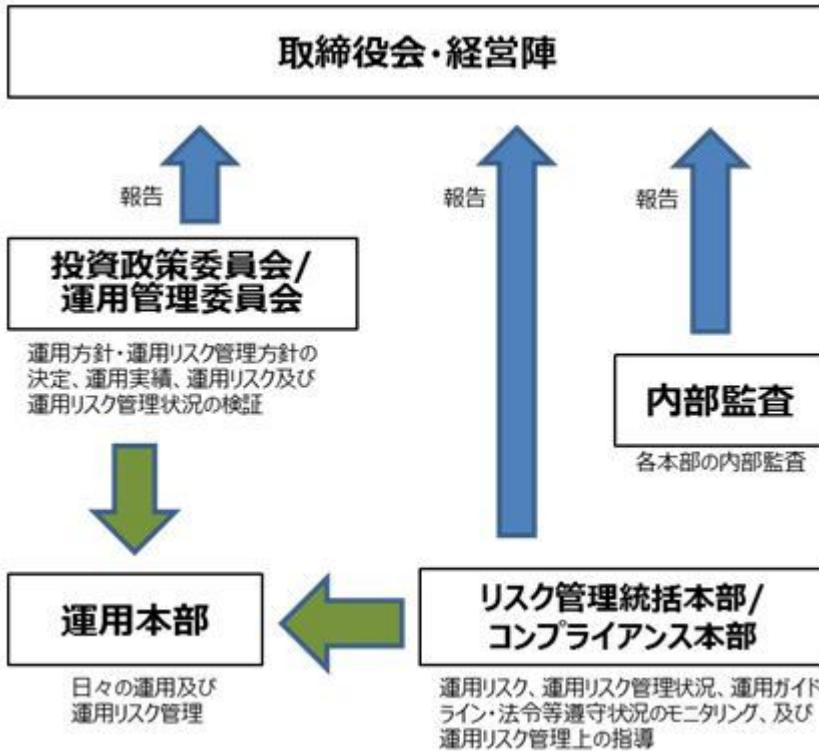 取締役会・経営陣
報告
報告
報告
投資政策委員会/
運用管理委員会
運用方針・運用リスク管理方針の
決定、運用実績、運用リスク及び
運用リスク管理状況の検証
内部監査
各本部の内部監査
運用本部
日々の運用及び
運用リスク管理
リスク管理統括本部/
コンプライアンス本部
運用リスク、運用リスク管理状況、運用ガイド
ライン・法令等遵守状況のモニタリング、及び
運用リスク管理上の指導